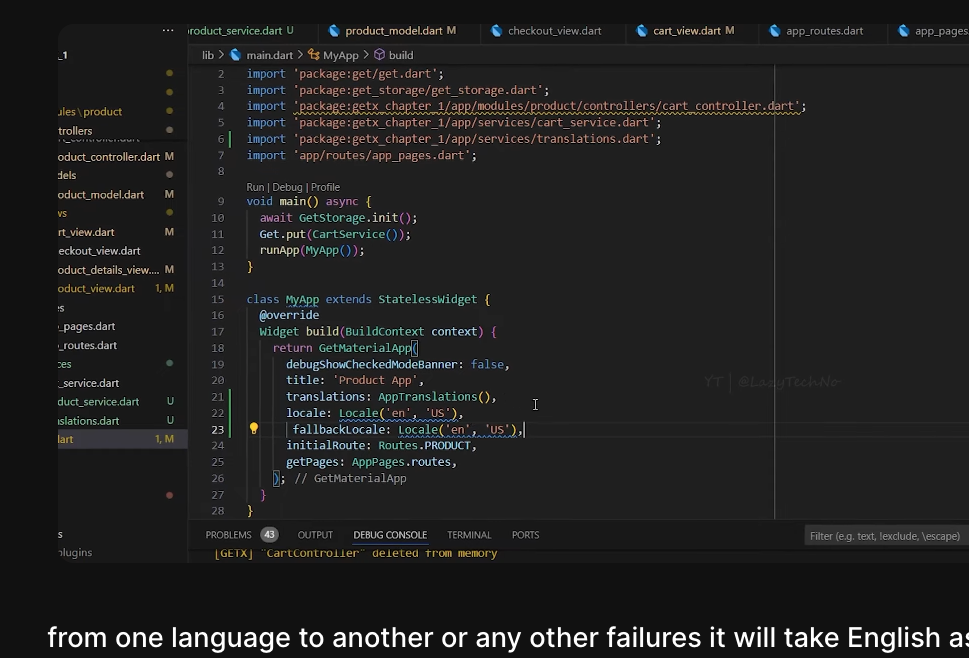 product_service.dart U
product_model.dart M
checkout_view.dart
cart_view.dart M
app_routes.dart
app_pages.
_1
lib > main.dart > MyApp > build
ules \ product
trollers
oduct_controller.dart M
dels
oduct_model.dart M
ws
rt_view.dart M
eckout_view.dart
oduct_details_view.... M
oduct_view.dart 1, M
es
p_pages.dart
p_routes.dart
ces
t_service.dart
oduct_service.dart U
nslations.dart U
dart 1, M
s
plugins
2 import 'package:get/get.dart';
3 import 'package:get_storage/get_storage.dart';
4 import 'package:getx_chapter_1/app/modules/product/controllers/cart_controller.dart';
5 import 'package:getx_chapter_1/app/services/cart_service.dart';
6 import 'package:getx_chapter_1/app/services/translations.dart';
7 import 'app/routes/app_pages.dart';
8
Run | Debug | Profile
9 void main() async {
10 await GetStorage.init();
11 Get.put(CartService());
12 runApp(MyApp());
13 }
14
15 class MyApp extends StatelessWidget {
16 @override
17 Widget build(BuildContext context) {
18 return GetMaterialApp(
19 debugShowCheckedModeBanner: false,
20 title: 'Product App',
21 translations: AppTranslations(),
22 locale: Locale('en', 'US'),
23 fallbackLocale: Locale('en', 'US'),
24 initialRoute: Routes.PRODUCT,
25 getPages: AppPages.routes,
26 ); // GetMaterialApp
27 }
28 }
YT | @LazyTechNo
PROBLEMS 43 OUTPUT DEBUG CONSOLE TERMINAL PORTS
Filter (e.g. text, !exclude, \escape)
[GETX] "CartController" deleted from memory
from one language to another or any other failures it will take English as